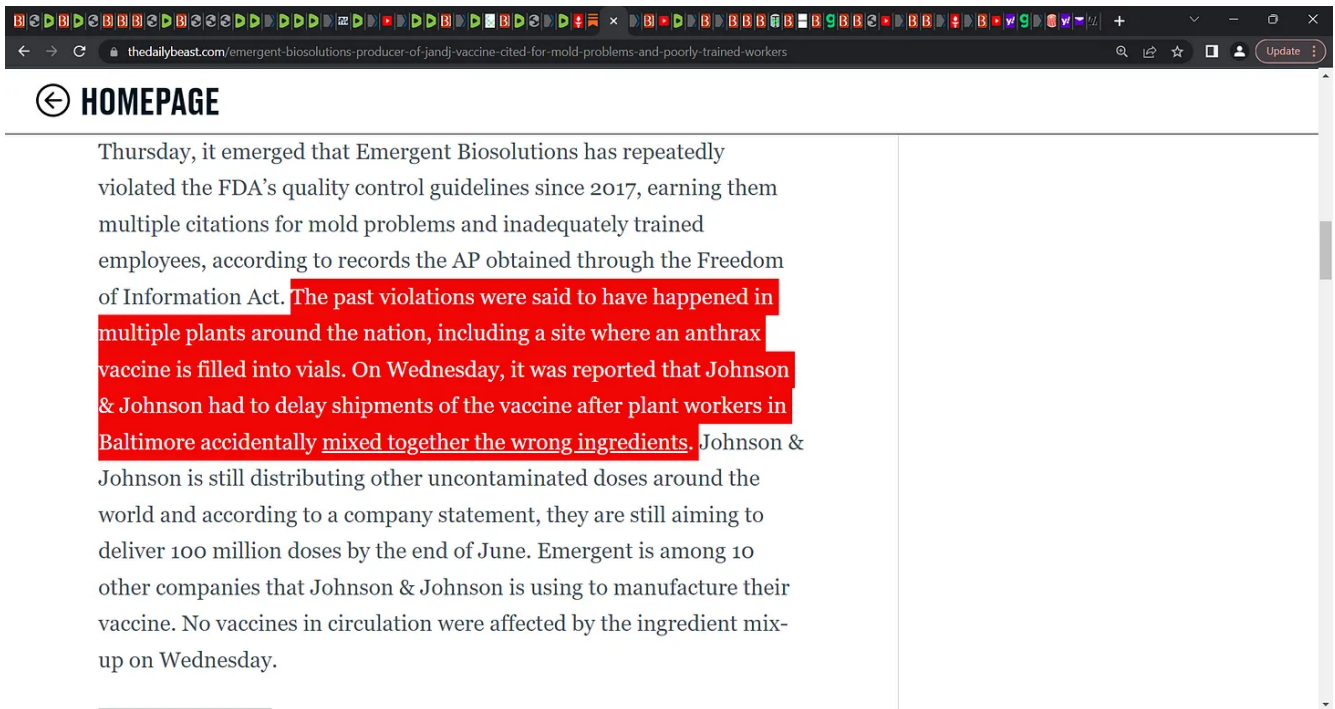 thedailybeast.com/emergent-biosolutions-producer-of-jandj-vaccine-cited-for-mold-problems-and-poorly-trained-workers
Update
HOMEPAGE
Thursday, it emerged that Emergent Biosolutions has repeatedly
violated the FDA’s quality control guidelines since 2017, earning them
multiple citations for mold problems and inadequately trained
employees, according to records the AP obtained through the Freedom
of Information Act. The past violations were said to have happened in
multiple plants around the nation, including a site where an anthrax
vaccine is filled into vials. On Wednesday, it was reported that Johnson
& Johnson had to delay shipments of the vaccine after plant workers in
Baltimore accidentally mixed together the wrong ingredients. Johnson &
Johnson is still distributing other uncontaminated doses around the
world and according to a company statement, they are still aiming to
deliver 100 million doses by the end of June. Emergent is among 10
other companies that Johnson & Johnson is using to manufacture their
vaccine. No vaccines in circulation were affected by the ingredient mix-
up on Wednesday.